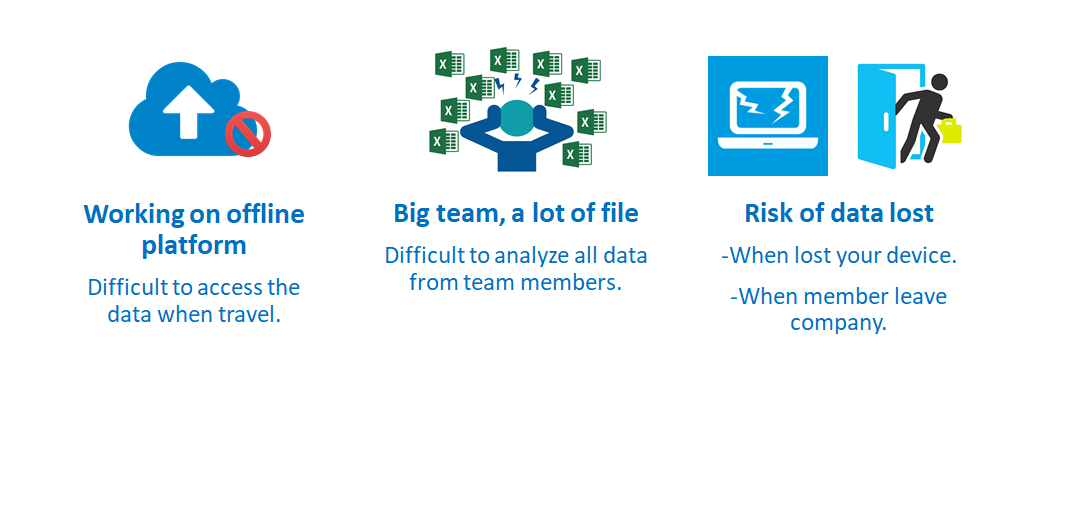 Working on offline
platform
Difficult to access the
data when travel.
Big team, a lot of file
Difficult to analyze all data
from team members.
Risk of data lost
-When lost your device.
-When member leave
company.
X
X
X
X
X
X
X
X
X
X